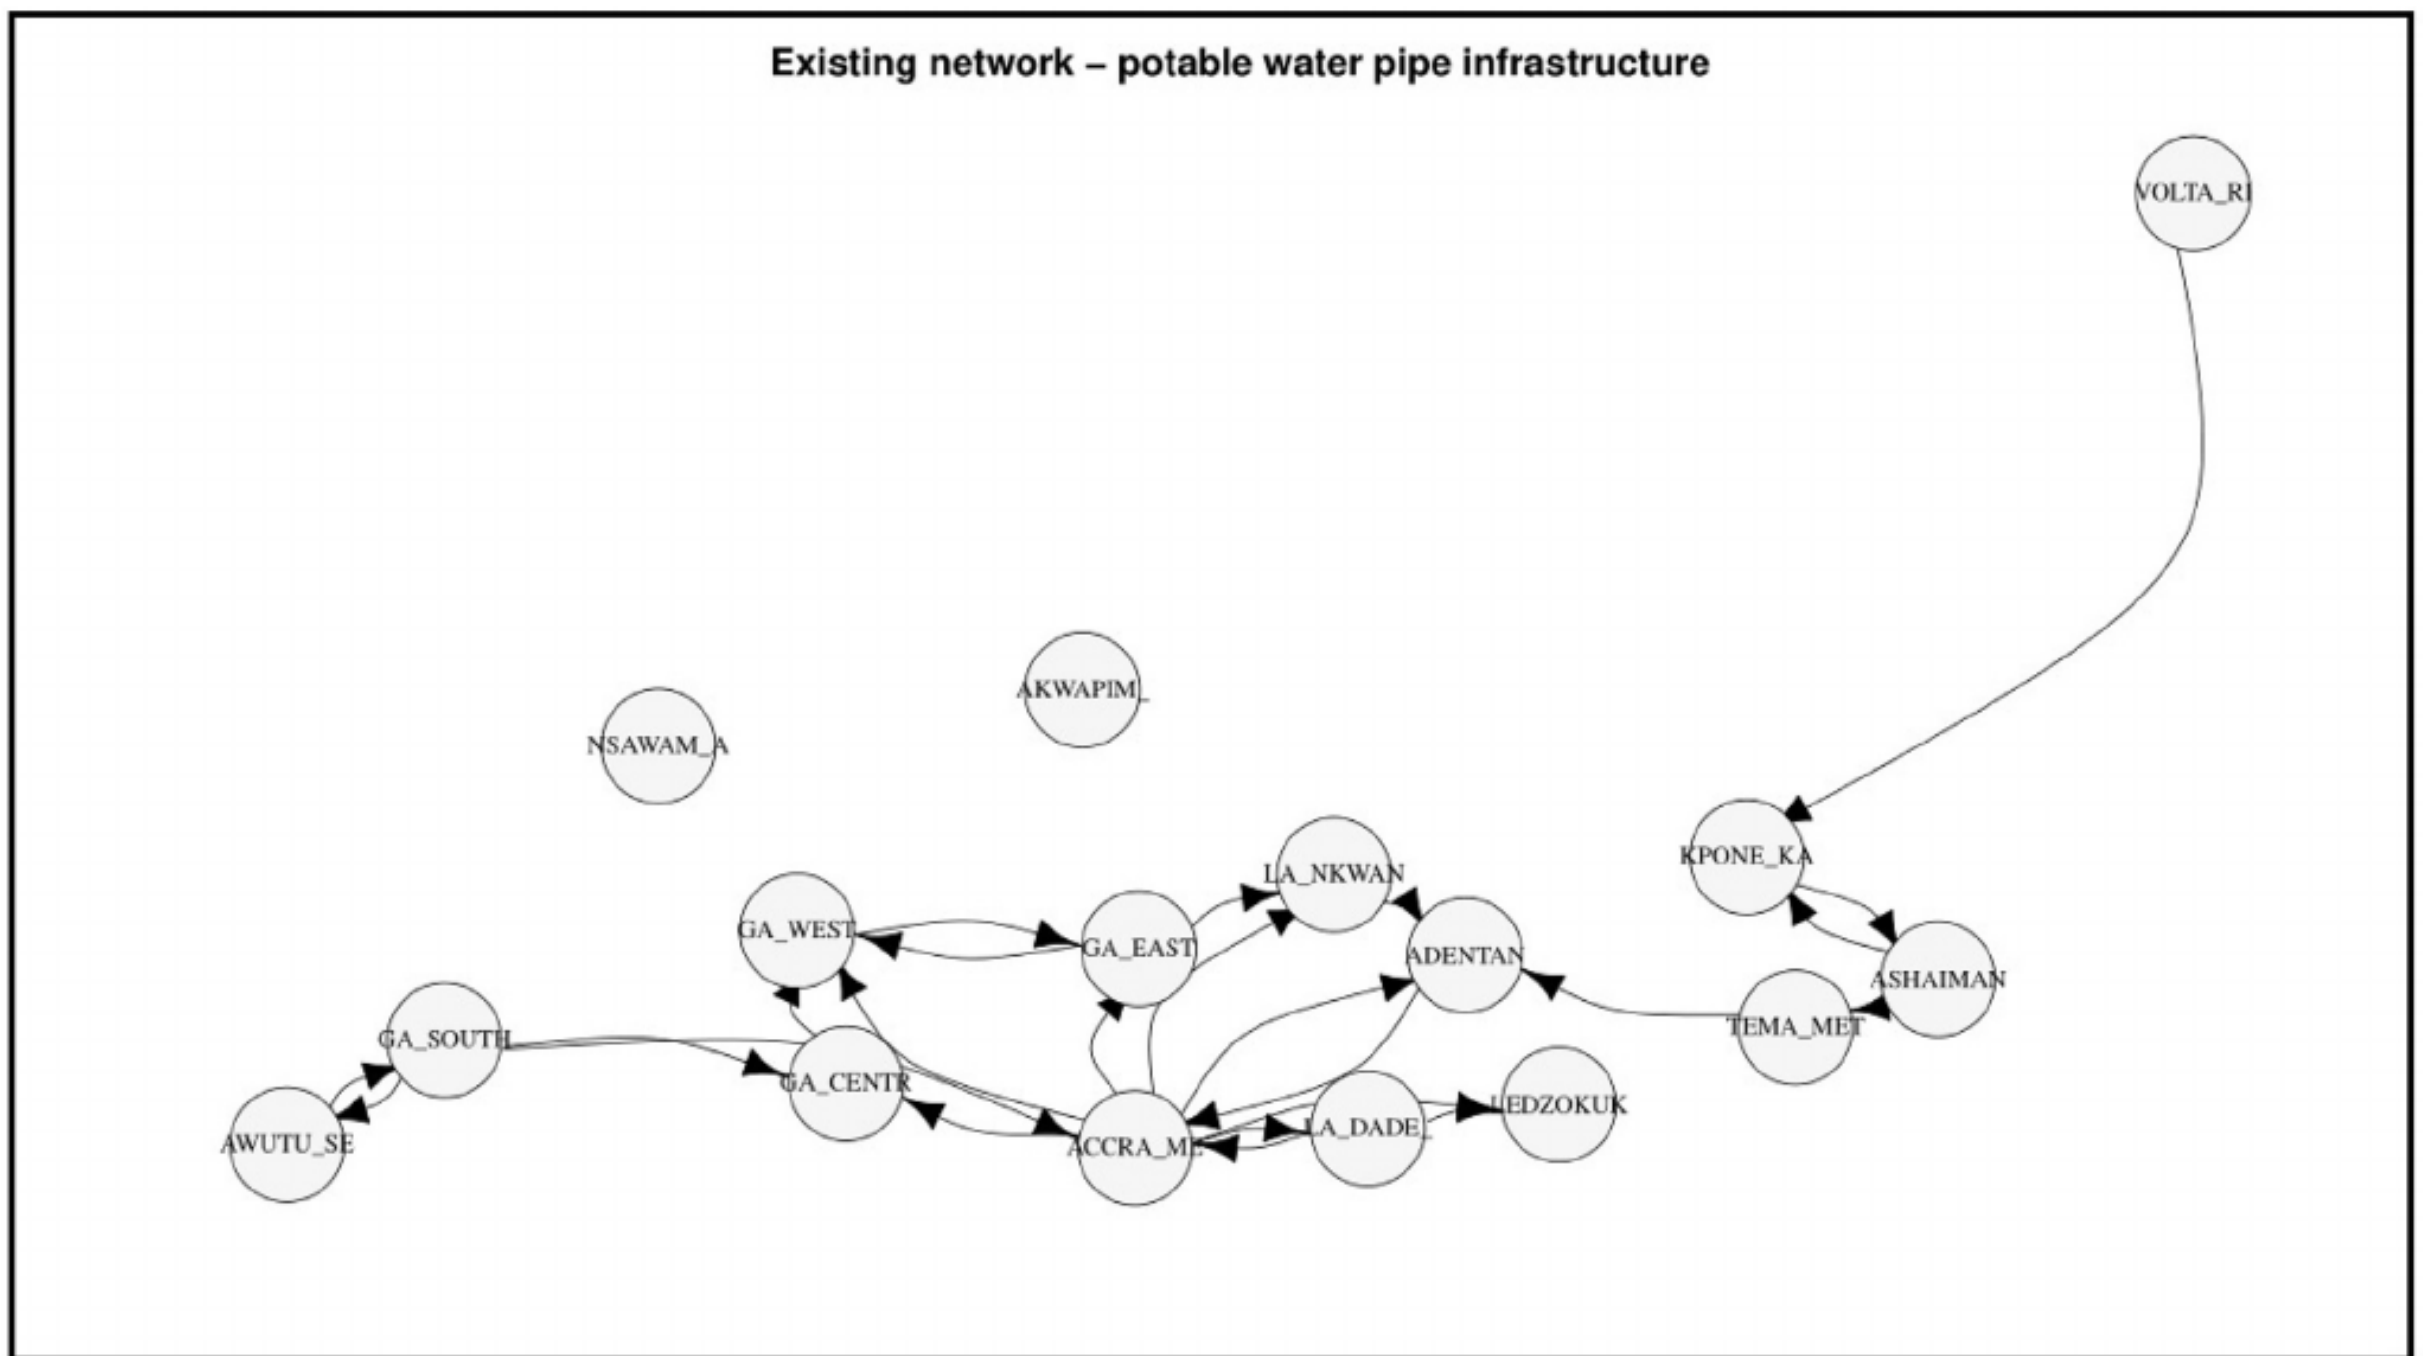 Existing network – potable water pipe infrastructure
VOLTA_RI
AKWAPIM_
NSAWAM_A
KPONE_KA
LA_NKWAN
GA_WEST
GA_EAST
ADENTAN
ASHAIMAN
TEMA_MET
GA_SOUTH
GA_CENTR
LEDZOKUK
LA_DADE_
AWUTU_SE
ACCRA_ME